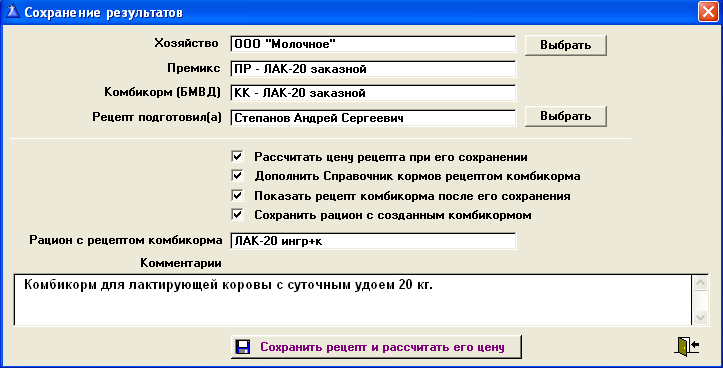 Сохранение результатов
Хозяйство ООО "Молочное" Выбрать
Премикс ПР - ЛАК-20 заказной
Комбикорм (БМВД) КК - ЛАК-20 заказной
Рецепт подготовил(а) Степанов Андрей Сергеевич Выбрать
Рассчитать цену рецепта при его сохранении
Дополнить Справочник кормов рецептом комбикорма
Показать рецепт комбикорма после его сохранения
Сохранить рацион с созданным комбикормом
Рацион с рецептом комбикорма ЛАК-20 ингр+к
Комментарии
Комбикорм для лактирующей коровы с суточным удоем 20 кг.
Сохранить рецепт и рассчитать его цену